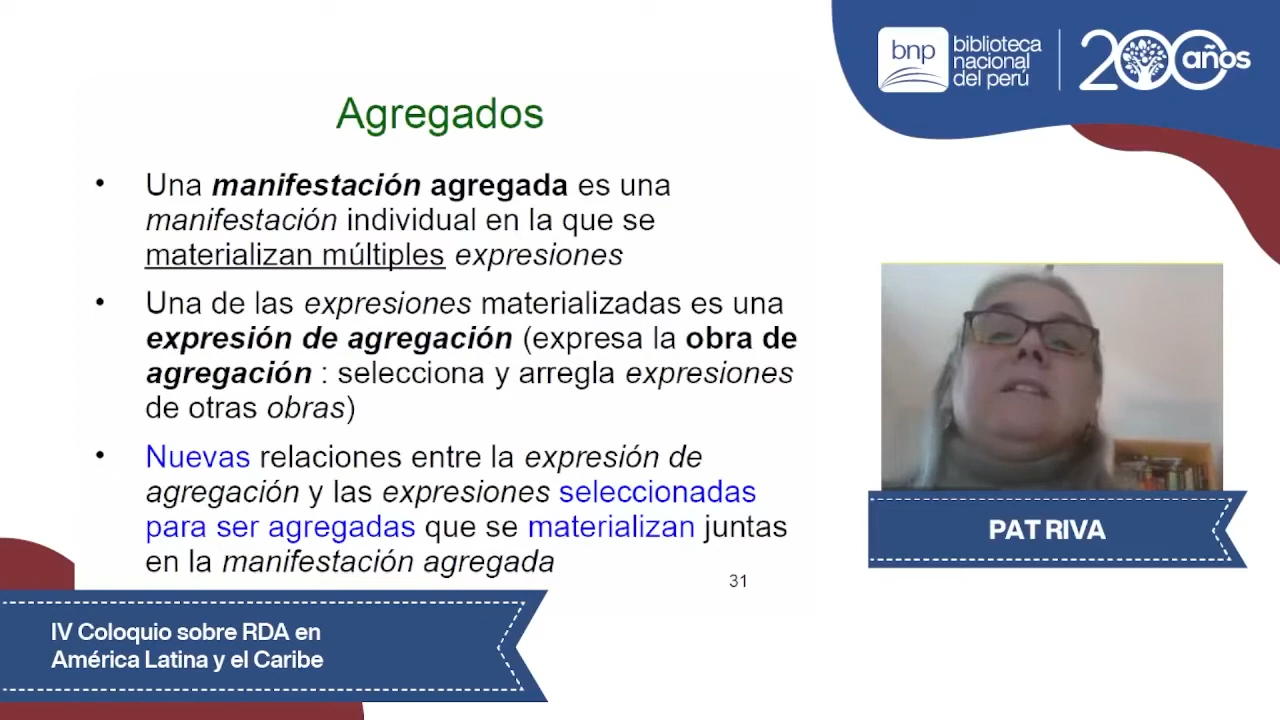 Agregados
• Una manifestación agregada es una
manifestación individual en la que se
materializan múltiples expresiones
• Una de las expresiones materializadas es una
expresión de agregación (expresa la obra de
agregación : selecciona y arregla expresiones
de otras obras)
• Nuevas relaciones entre la expresión de
agregación y las expresiones seleccionadas
para ser agregadas que se materializan juntas
en la manifestación agregada
31
bnp
biblioteca
nacional
del perú
200 años
PAT RIVA
IV Coloquio sobre RDA en
América Latina y el Caribe